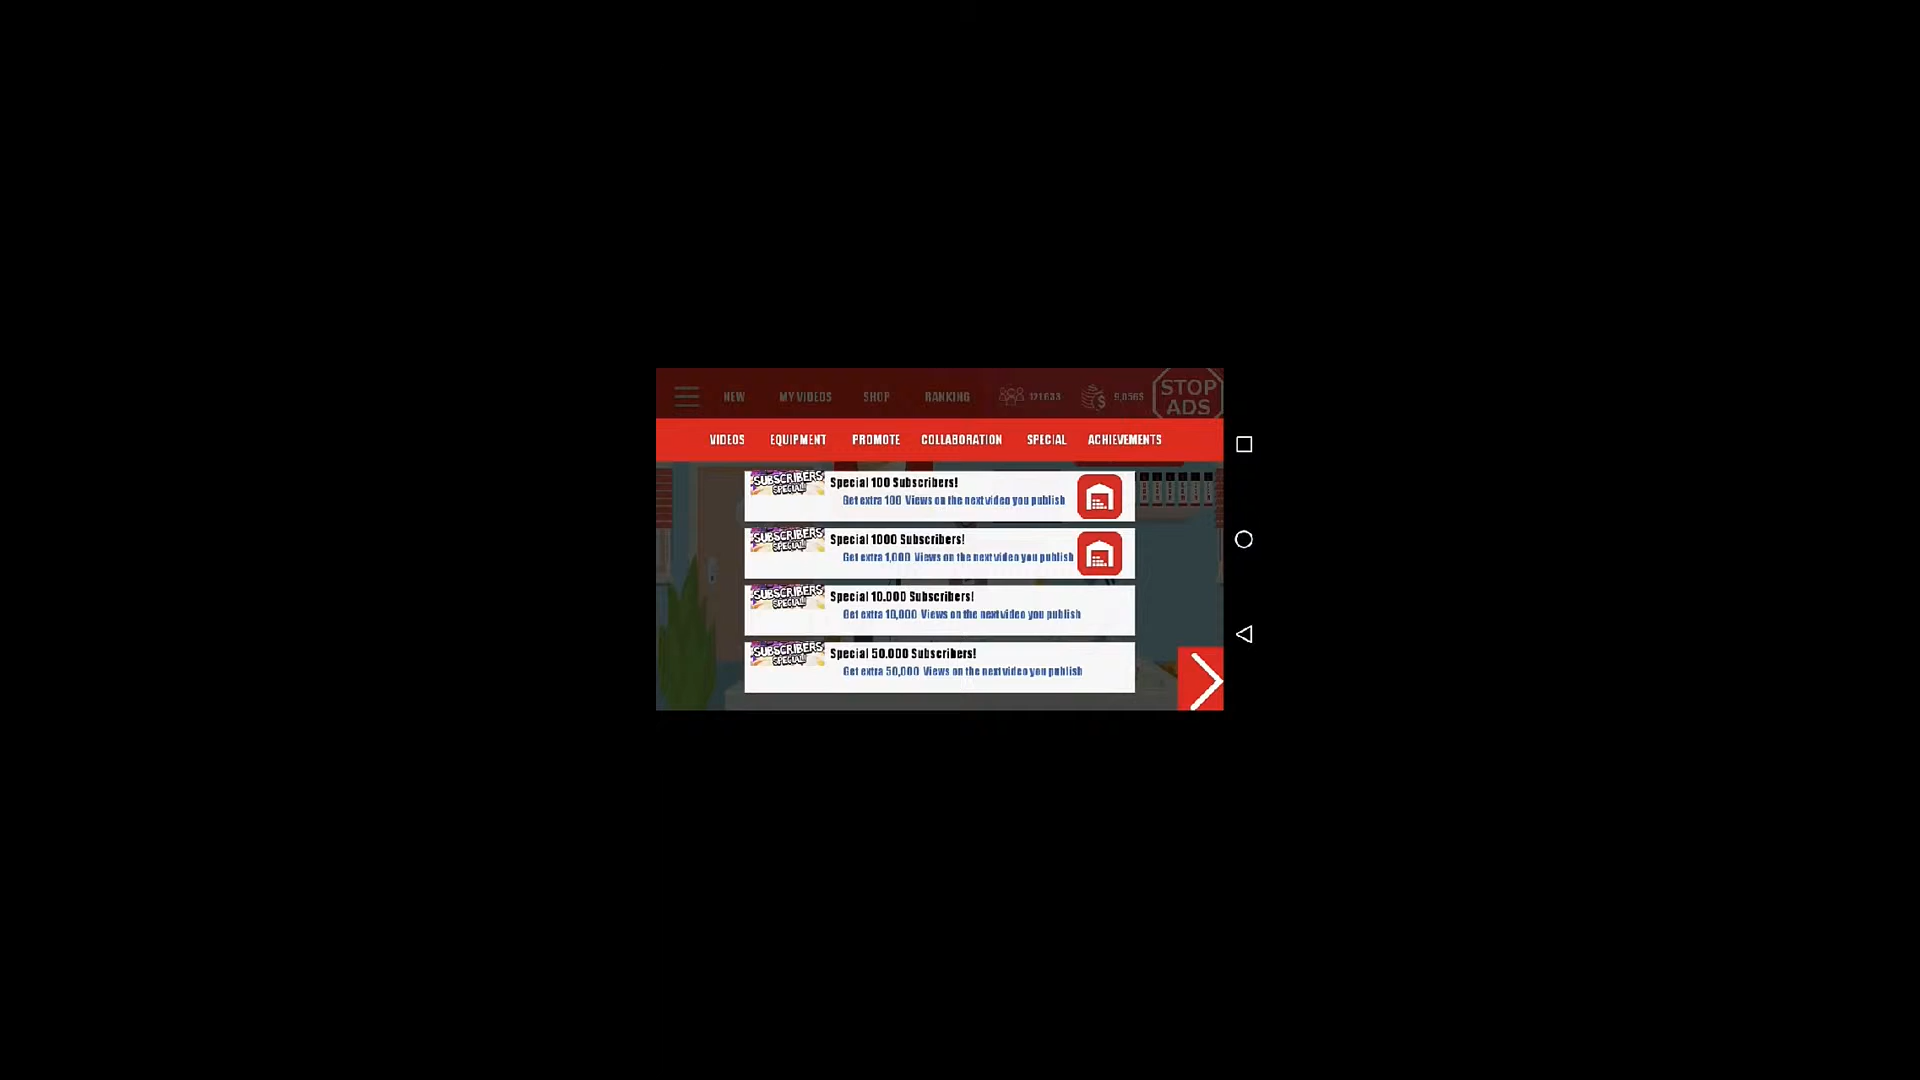 NEW MY VIDEOS SHOP RANKING 121633 STOP ADS
VIDEOS EQUIPMENT PROMOTE COLLABORATION SPECIAL ACHIEVEMENTS
SUBSCRIBERS SPECIAL! Special 100 Subscribers!
Get extra 100 Views on the next video you publish
SUBSCRIBERS SPECIAL! Special 1000 Subscribers!
Get extra 1,000 Views on the next video you publish
SUBSCRIBERS SPECIAL! Special 10.000 Subscribers!
Get extra 10,000 Views on the next video you publish
SUBSCRIBERS SPECIAL! Special 50.000 Subscribers!
Get extra 50,000 Views on the next video you publish